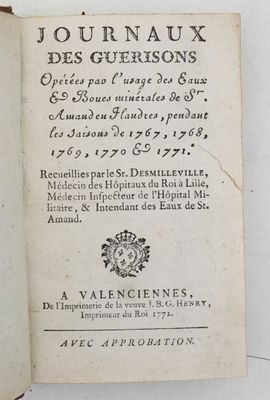 JOURNAUX
DES GUERISONS
Opérées par l'usage des Eaux
& Boues minérales de St.
Amand en Flandres, pendant
les saisons de 1767, 1768,
1769, 1770 & 1771.
Recueillies par le Sr. DESMILLEVILLE,
Médecin des Hôpitaux du Roi à Lille,
Médecin Inspecteur de l'Hôpital Mi-
litaire, & Intendant des Eaux de St.
Amand.
A VALENCIENNES,
De l'Imprimerie de la veuve J. B. G. HENRY,
Imprimeur du Roi 1772.
AVEC APPROBATION.